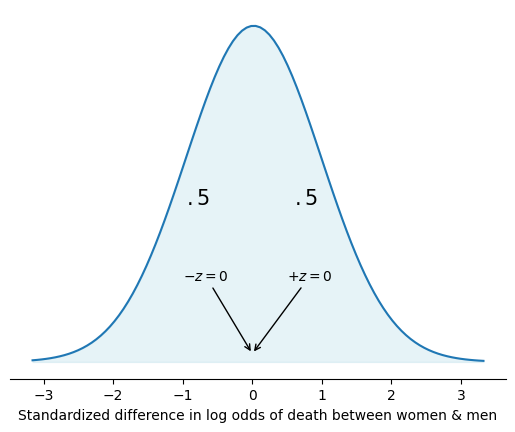 .5 .5
−z = 0 +z = 0
−3 −2 −1 0 1 2 3
Standardized difference in log odds of death between women & men